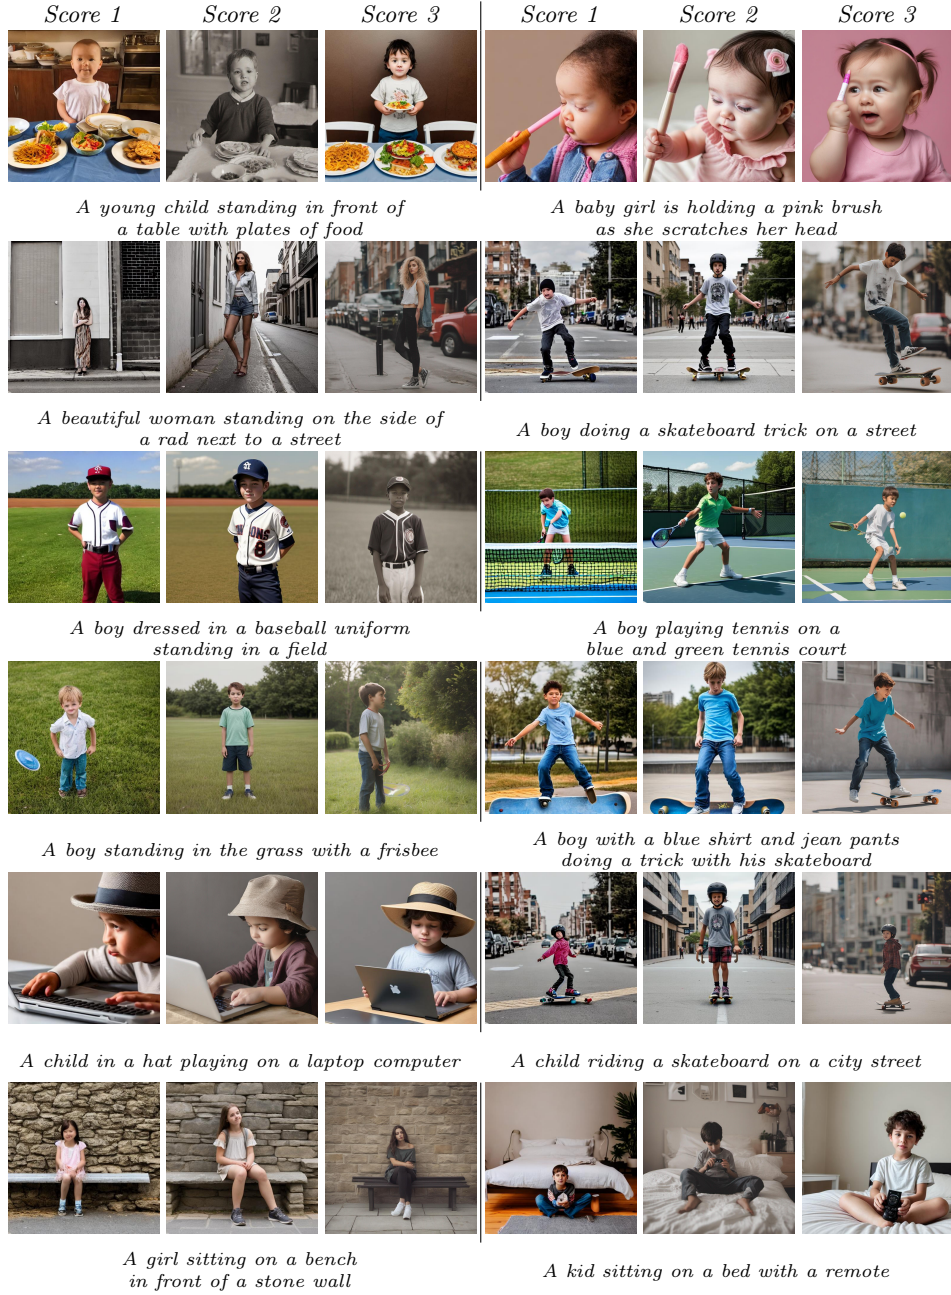 Score 1 Score 2 Score 3 Score 1 Score 2 Score 3
A young child standing in front of
a table with plates of food
A baby girl is holding a pink brush
as she scratches her head
A beautiful woman standing on the side of
a rad next to a street
A boy doing a skateboard trick on a street
8
A boy dressed in a baseball uniform
standing in a field
A boy playing tennis on a
blue and green tennis court
A boy standing in the grass with a frisbee
A boy with a blue shirt and jean pants
doing a trick with his skateboard
A child in a hat playing on a laptop computer
A child riding a skateboard on a city street
A girl sitting on a bench
in front of a stone wall
A kid sitting on a bed with a remote